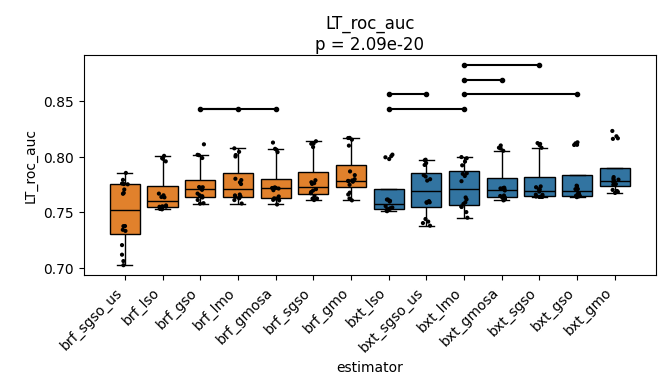 LT_roc_auc
p = 2.09e-20
LT_roc_auc
0.85
0.80
0.75
0.70
brf_sgso_us
brf_lso
brf_gso
brf_lmo
brf_gmosa
brf_sgso
brf_gmo
bxt_lso
bxt_sgso_us
bxt_lmo
bxt_gmosa
bxt_sgso
bxt_gso
bxt_gmo
estimator